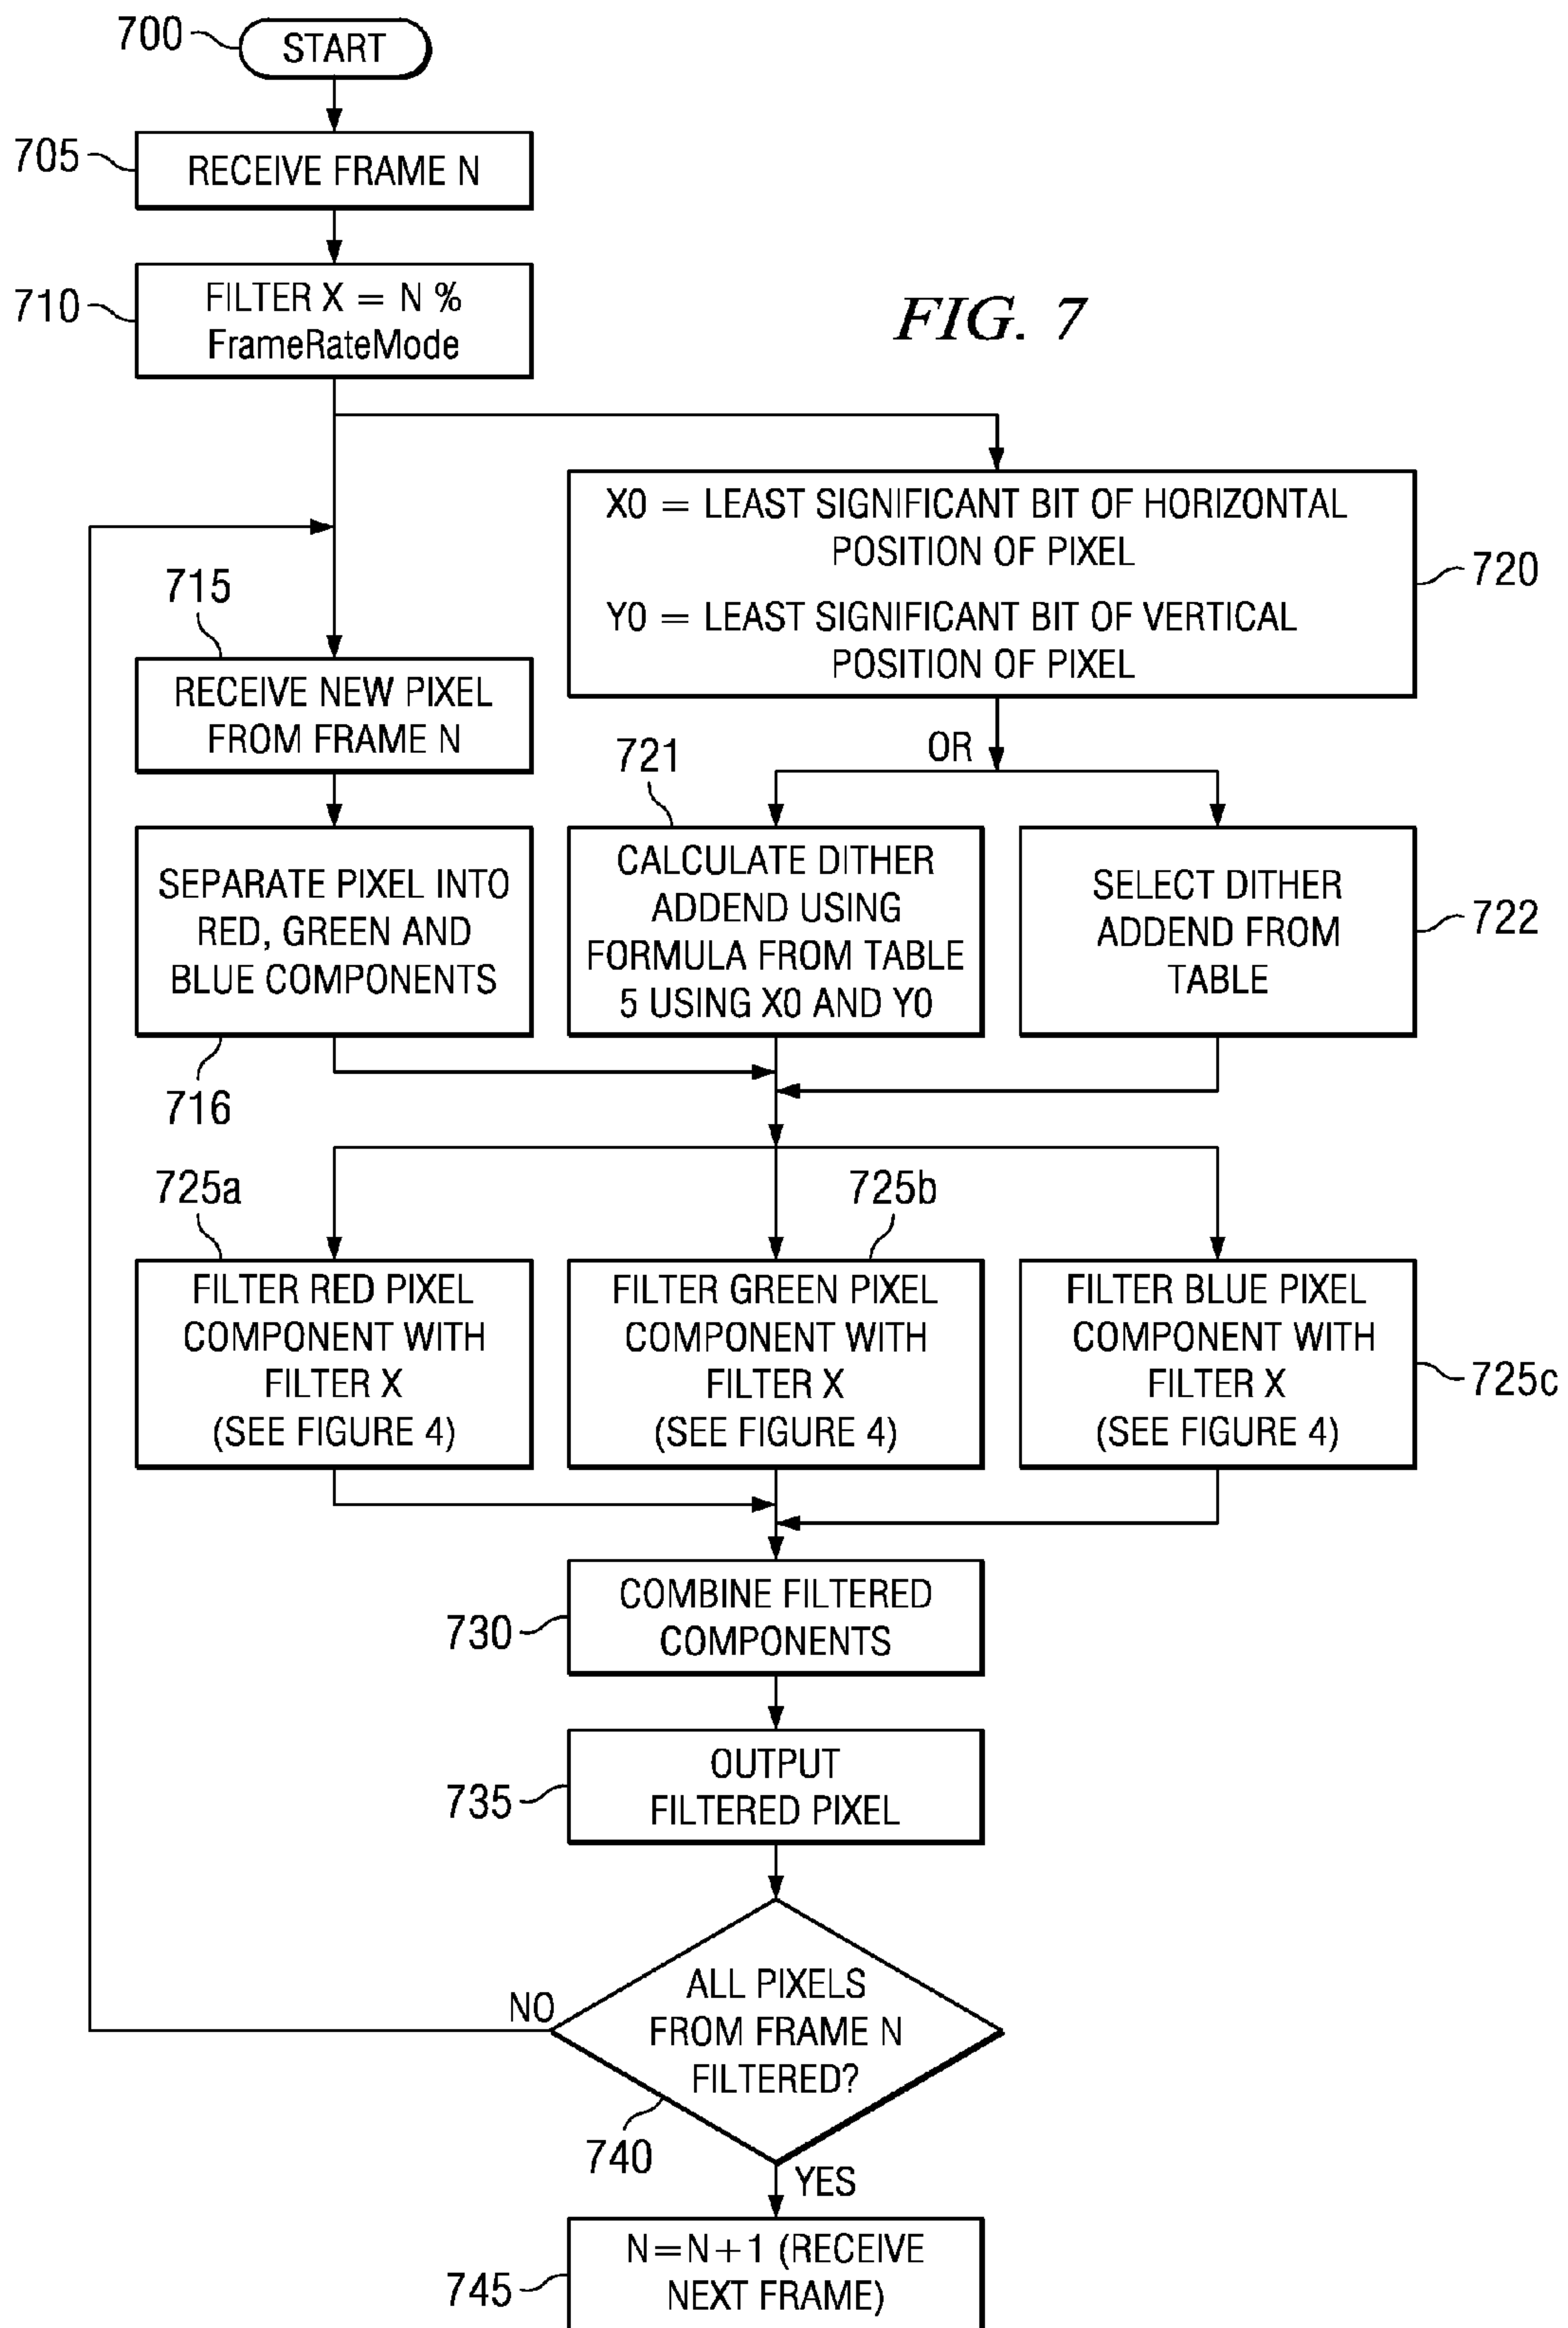 700
START
705
RECEIVE FRAME N
710
FILTER X = N %
FrameRateMode
FIG. 7
X0 = LEAST SIGNIFICANT BIT OF HORIZONTAL
POSITION OF PIXEL
Y0 = LEAST SIGNIFICANT BIT OF VERTICAL
POSITION OF PIXEL
720
715
RECEIVE NEW PIXEL
FROM FRAME N
OR
721
SEPARATE PIXEL INTO
RED, GREEN AND
BLUE COMPONENTS
716
CALCULATE DITHER
ADDEND USING
FORMULA FROM TABLE
5 USING X0 AND Y0
SELECT DITHER
ADDEND FROM
TABLE
722
725a
FILTER RED PIXEL
COMPONENT WITH
FILTER X
(SEE FIGURE 4)
725b
FILTER GREEN PIXEL
COMPONENT WITH
FILTER X
(SEE FIGURE 4)
FILTER BLUE PIXEL
COMPONENT WITH
FILTER X
(SEE FIGURE 4)
725c
730
COMBINE FILTERED
COMPONENTS
735
OUTPUT
FILTERED PIXEL
NO
ALL PIXELS
FROM FRAME N
FILTERED?
740
YES
745
N=N+1 (RECEIVE
NEXT FRAME)